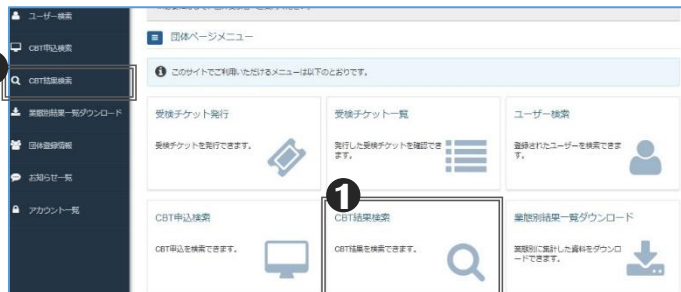 ユーザー検索
CBT申込検索
CBT結果検索
業態別結果一覧ダウンロード
団体登録情報
お知らせ一覧
アカウント一覧
団体ページメニュー
このサイトでご利用いただけるメニューは以下のとおりです。
受検チケット発行
受検チケットを発行できます。
受検チケット一覧
発行した受検チケットを確認でき
ます。
ユーザー検索
登録されたユーザーを検索できま
す。
1
CBT申込検索
CBT申込を検索できます。
CBT結果検索
CBT結果を検索できます。
業態別結果一覧ダウンロード
業態別に集計した資料をダウンロ
ードできます。